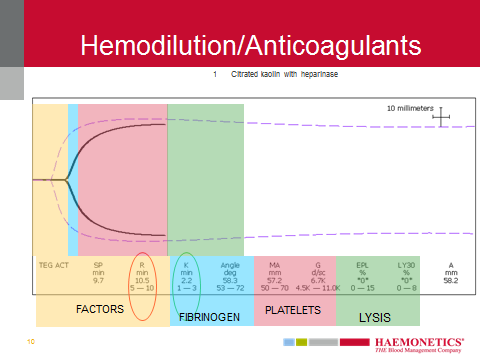 Hemodilution/Anticoagulants
1 Citrated kaolin with heparinase
10 millimeters
TEG ACT SP R K Angle MA G EPL LY30 A
min min min deg mm d/sc % % mm
9.7 10.5 2.2 58.3 57.2 6.7K *0* *0* 58.2
5 — 10 1 — 3 53 — 72 50 — 70 4.5K — 11.0K 0 — 15 0 — 8
FACTORS FIBRINOGEN PLATELETS LYSIS
10
HAEMONETICS®
THE Blood Management Company